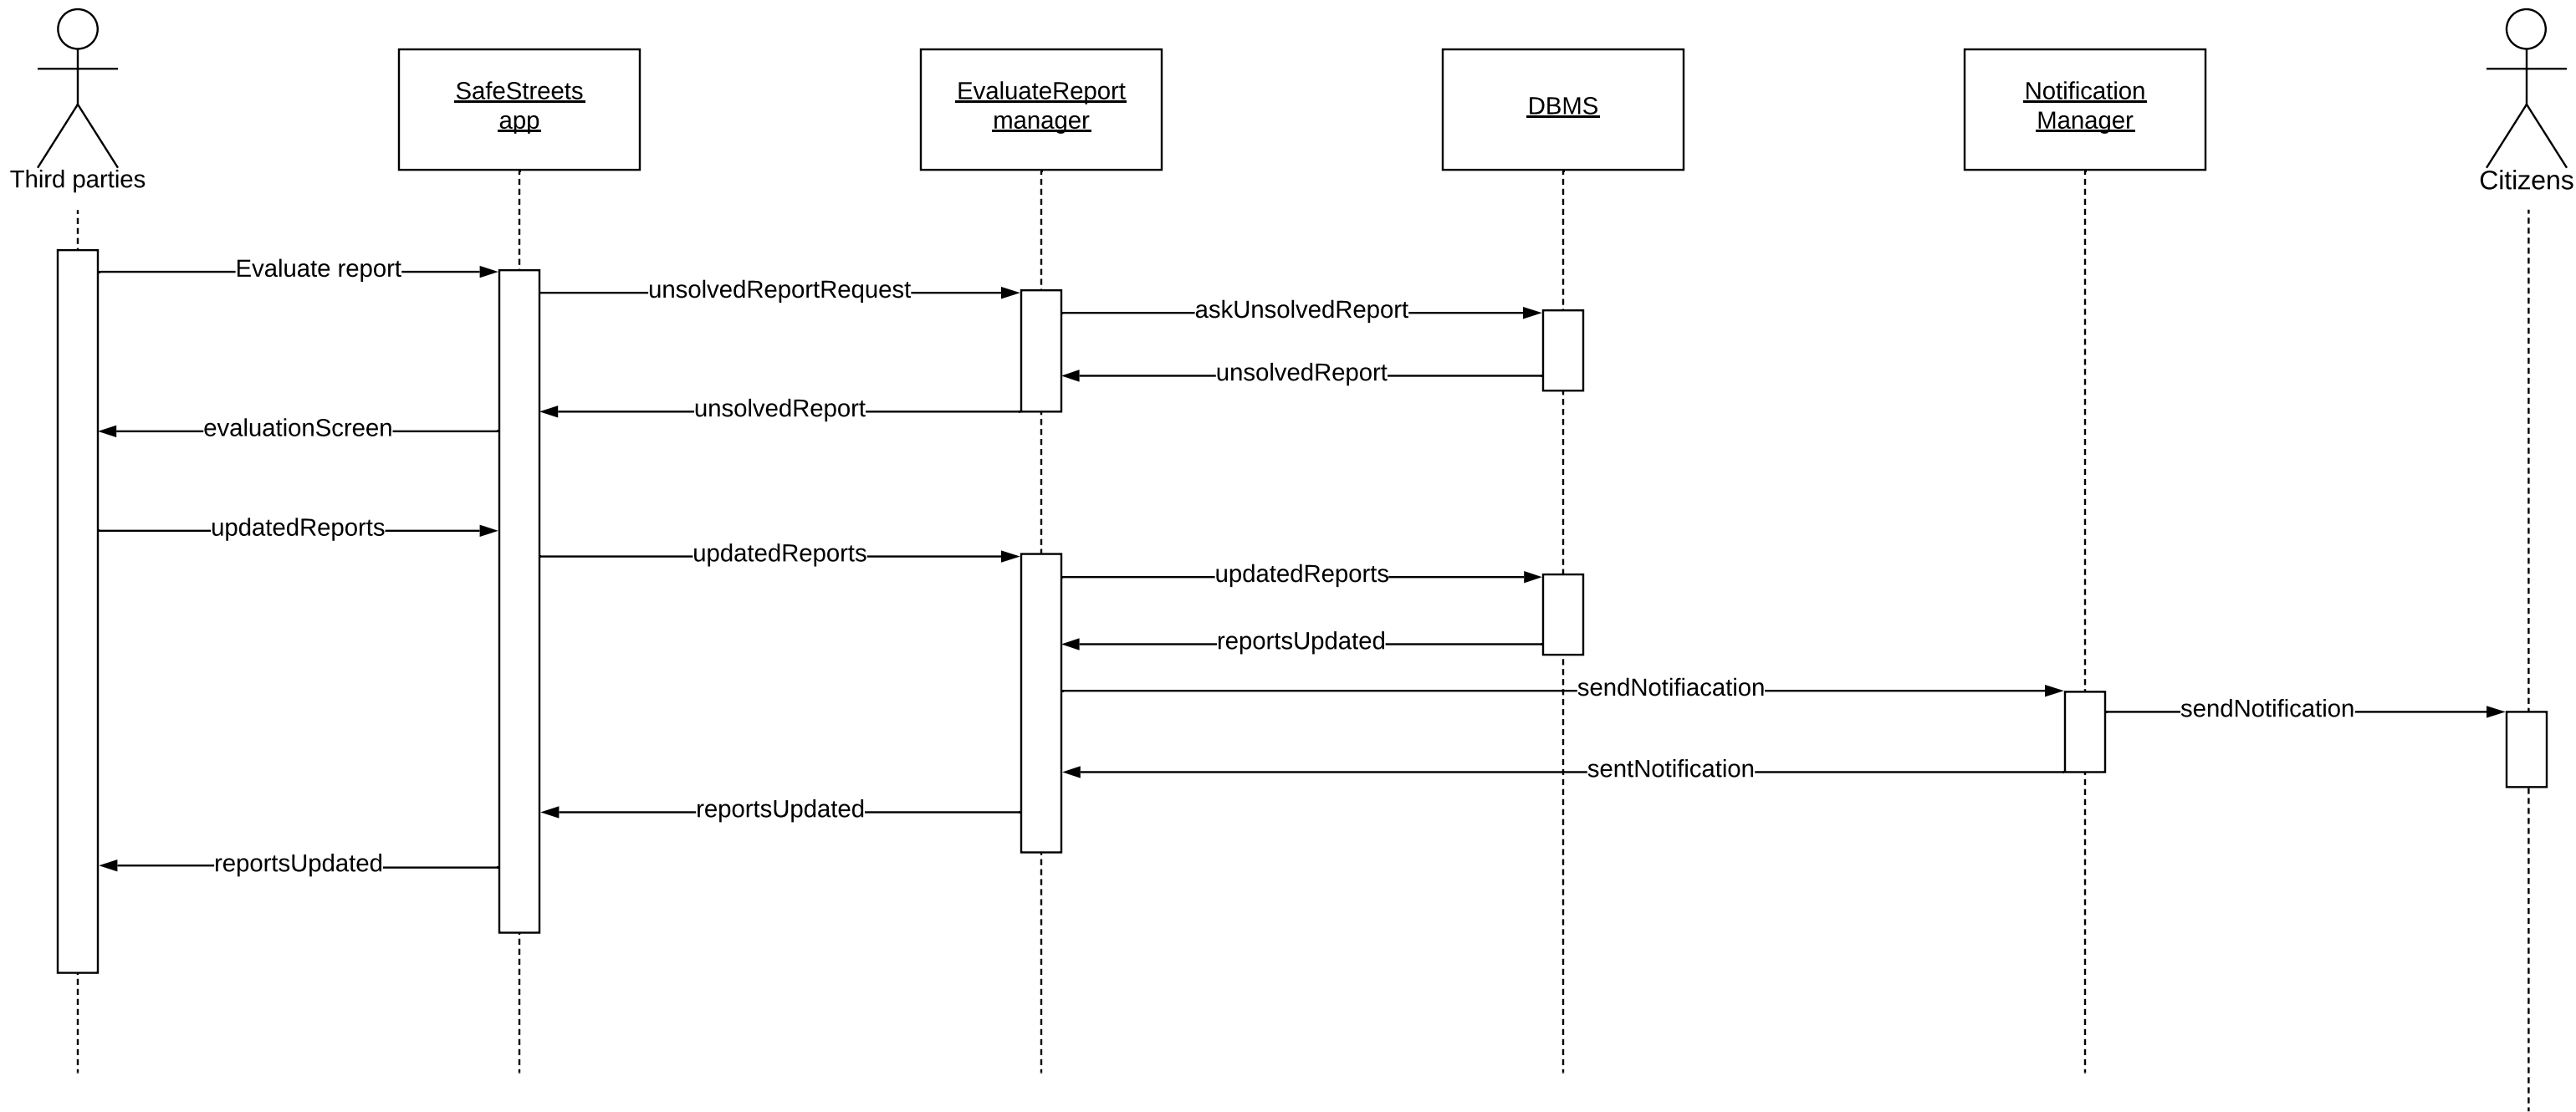 Third parties
SafeStreets
app
EvaluateReport
manager
DBMS
Notification
Manager
Citizens
Evaluate report
unsolvedReportRequest
askUnsolvedReport
unsolvedReport
unsolvedReport
evaluationScreen
updatedReports
updatedReports
updatedReports
reportsUpdated
sendNotifiacation
sendNotification
sentNotification
reportsUpdated
reportsUpdated